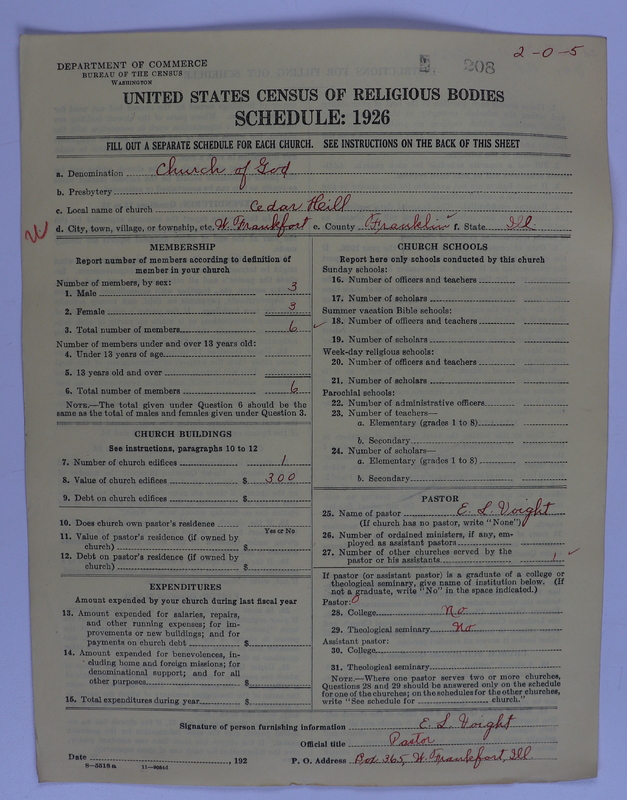 2-0-5
208
DEPARTMENT OF COMMERCE
BUREAU OF THE CENSUS
WASHINGTON
UNITED STATES CENSUS OF RELIGIOUS BODIES
SCHEDULE: 1926
FILL OUT A SEPARATE SCHEDULE FOR EACH CHURCH. SEE INSTRUCTIONS ON THE BACK OF THIS SHEET
a. Denomination Church of God
b. Presbytery
c. Local name of church Cedar Heill
d. City, town, village, or township, etc. W. Frankfort e. County Franklin f. State Ill
MEMBERSHIP
Report number of members according to definition of
member in your church
Number of members, by sex:
1. Male 3
2. Female 3
3. Total number of members 6
Number of members under and over 13 years old:
4. Under 13 years of age
5. 13 years old and over
6. Total number of members 6
NOTE.—The total given under Question 6 should be the
same as the total of males and females given under Question 3.
CHURCH BUILDINGS
See instructions, paragraphs 10 to 12
7. Number of church edifices 1
8. Value of church edifices $ 300
9. Debt on church edifices $
10. Does church own pastor's residence
Yes or No
11. Value of pastor's residence (if owned by
church) $
12. Debt on pastor's residence (if owned by
church) $
EXPENDITURES
Amount expended by your church during last fiscal year
13. Amount expended for salaries, repairs,
and other running expenses; for im-
provements or new buildings; and for
payments on church debt $
14. Amount expended for benevolences, in-
cluding home and foreign missions; for
denominational support; and for all
other purposes $
15. Total expenditures during year $
CHURCH SCHOOLS
Report here only schools conducted by this church
Sunday schools:
16. Number of officers and teachers
17. Number of scholars
Summer vacation Bible schools:
18. Number of officers and teachers
19. Number of scholars
Week-day religious schools:
20. Number of officers and teachers
21. Number of scholars
Parochial schools:
22. Number of administrative officers
23. Number of teachers—
a. Elementary (grades 1 to 8)
b. Secondary
24. Number of scholars—
a. Elementary (grades 1 to 8)
b. Secondary
PASTOR
25. Name of pastor E. L. Voight
(If church has no pastor, write "None")
26. Number of ordained ministers, if any, em-
ployed as assistant pastors
27. Number of other churches served by the
pastor or his assistants 1
If pastor (or assistant pastor) is a graduate of a college or
theological seminary, give name of institution below. (If
not a graduate, write "No" in the space indicated.)
Pastor:
28. College No
29. Theological seminary No
Assistant pastor:
30. College
31. Theological seminary
NOTE.—Where one pastor serves two or more churches,
Questions 28 and 29 should be answered only on the schedule
for one of the churches; on the schedules for the other churches,
write "See schedule for church."
Signature of person furnishing information E. L. Voight
Official title Pastor
Date , 192 P. O. Address Box 365, W. Frankfort, Ill
8-5518a